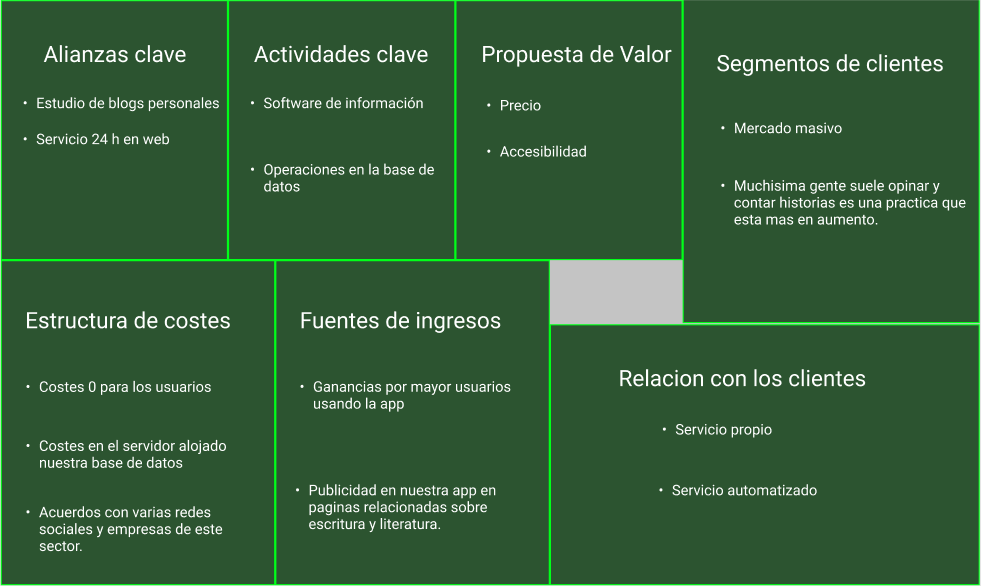 Alianzas clave
• Estudio de blogs personales
• Servicio 24 h en web
Actividades clave
• Software de información
• Operaciones en la base de
datos
Propuesta de Valor
• Precio
• Accesibilidad
Segmentos de clientes
• Mercado masivo
• Muchisima gente suele opinar y
contar historias es una practica que
esta mas en aumento.
Estructura de costes
• Costes 0 para los usuarios
• Costes en el servidor alojado
nuestra base de datos
• Acuerdos con varias redes
sociales y empresas de este
sector.
Fuentes de ingresos
• Ganancias por mayor usuarios
usando la app
• Publicidad en nuestra app en
paginas relacionadas sobre
escritura y literatura.
Relacion con los clientes
• Servicio propio
• Servicio automatizado